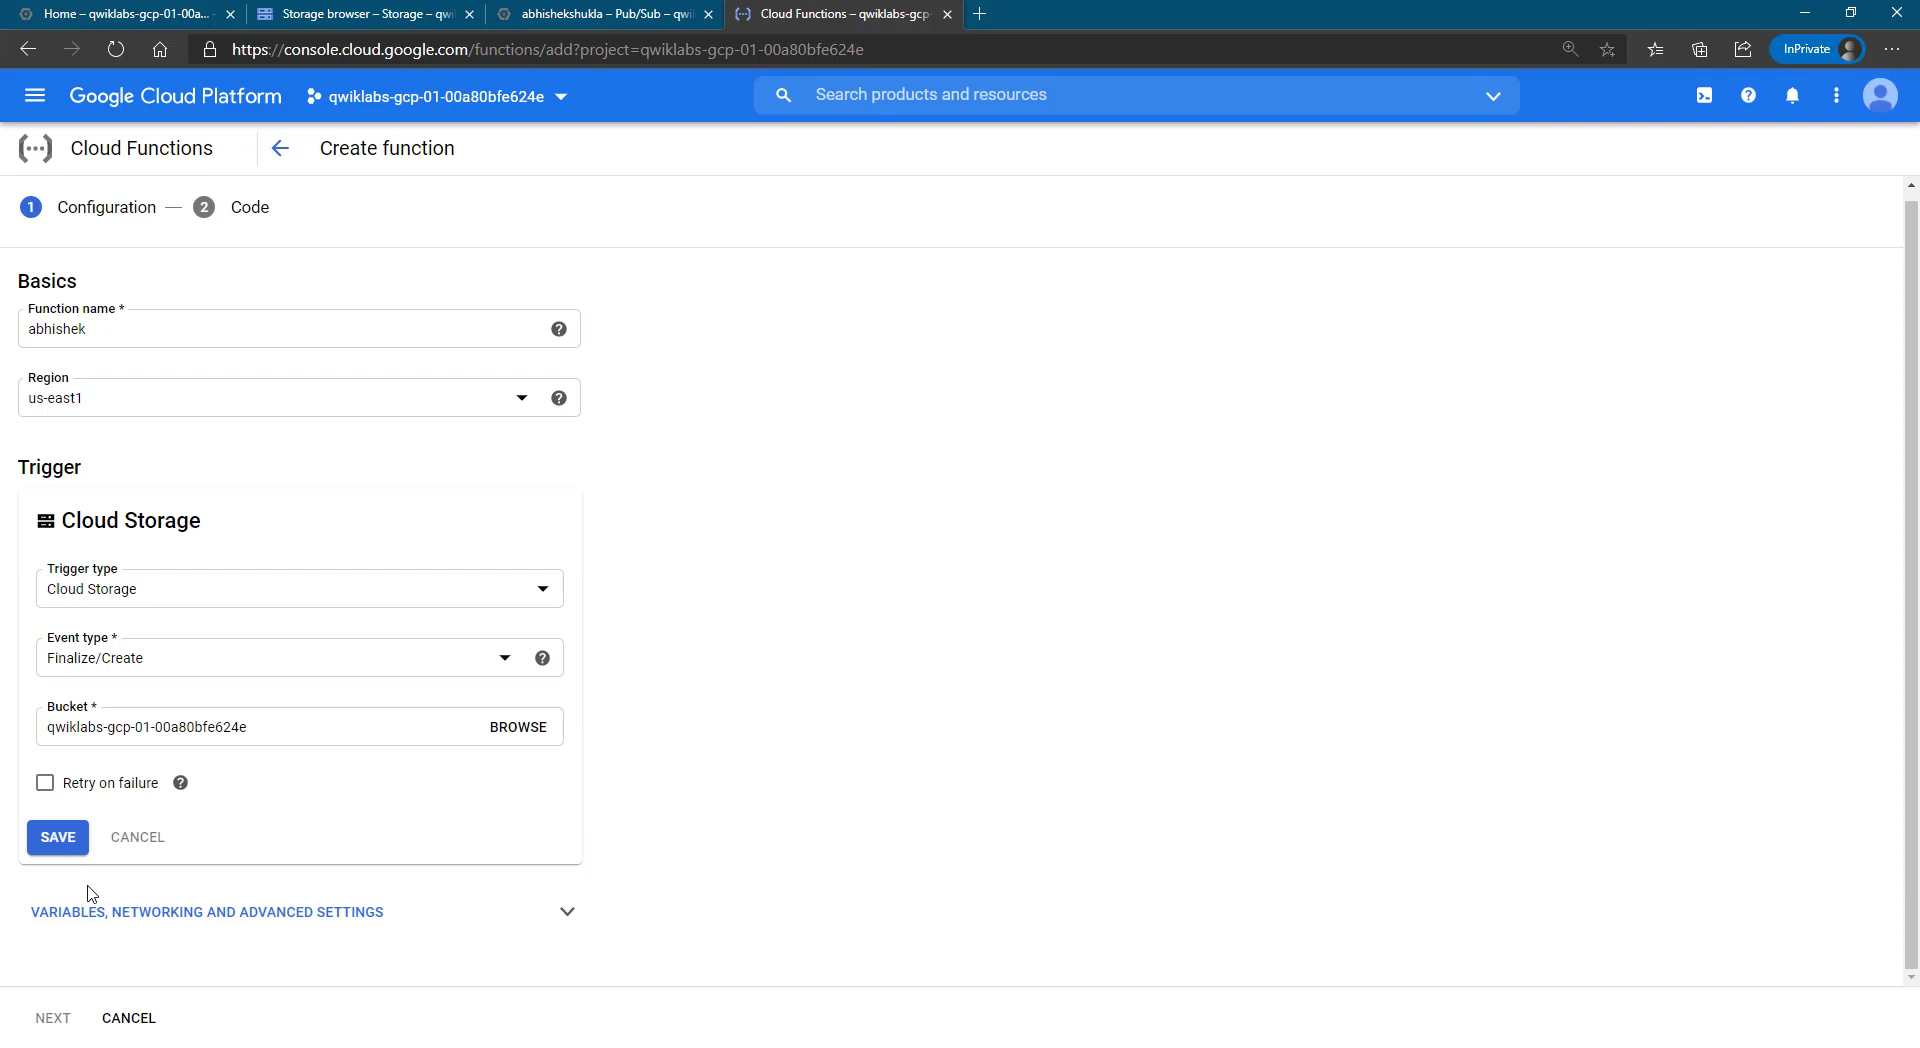 Home – qwiklabs-gcp-01-00a...
Storage browser – Storage – qwi
abhishekshukla – Pub/Sub – qwi
Cloud Functions – qwiklabs-gcp-
https://console.cloud.google.com/functions/add?project=qwiklabs-gcp-01-00a80bfe624e
InPrivate
Google Cloud Platform
qwiklabs-gcp-01-00a80bfe624e
Search products and resources
Cloud Functions
Create function
1 Configuration — 2 Code
Basics
Function name *
abhishek
Region
us-east1
Trigger
Cloud Storage
Trigger type
Cloud Storage
Event type *
Finalize/Create
Bucket *
qwiklabs-gcp-01-00a80bfe624e
BROWSE
Retry on failure
SAVE
CANCEL
VARIABLES, NETWORKING AND ADVANCED SETTINGS
NEXT
CANCEL